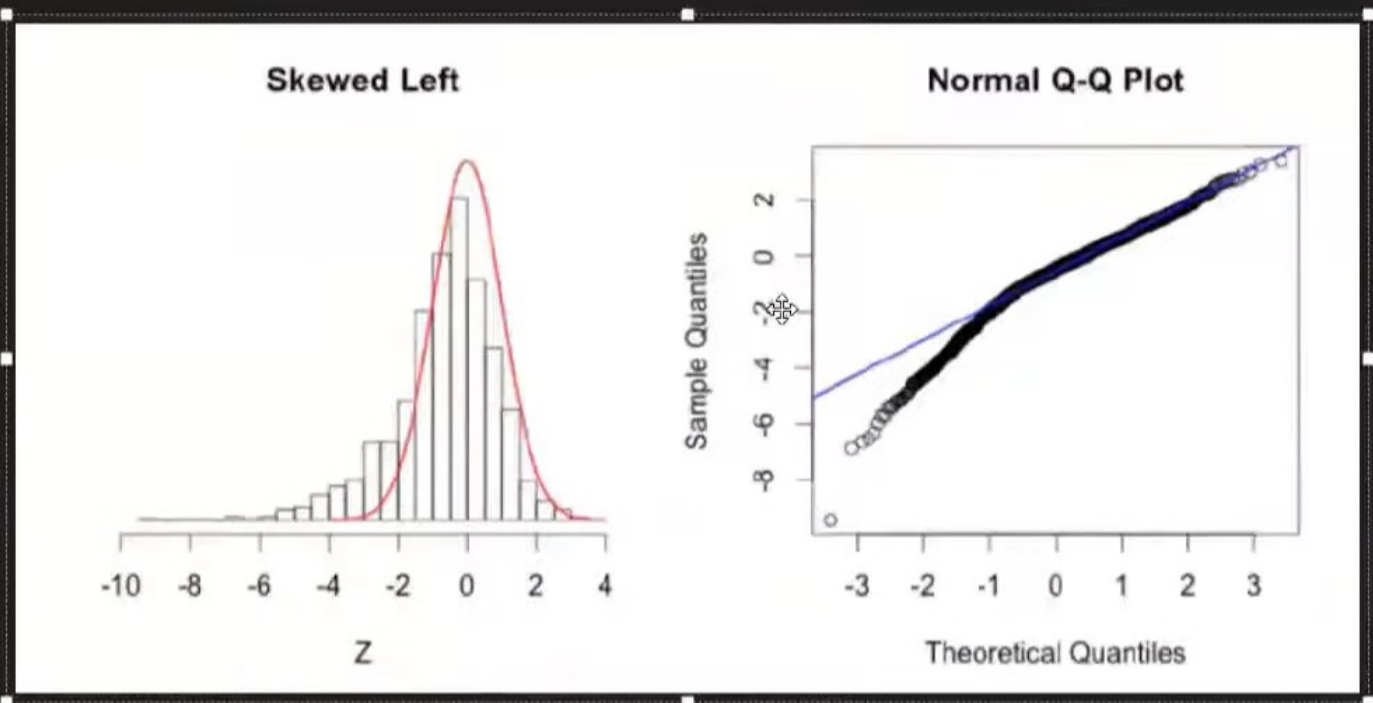 Skewed Left
-10 -8 -6 -4 -2 0 2 4
Z
Normal Q-Q Plot
Sample Quantiles
2
0
-2
-4
-6
-8
-3 -2 -1 0 1 2 3
Theoretical Quantiles